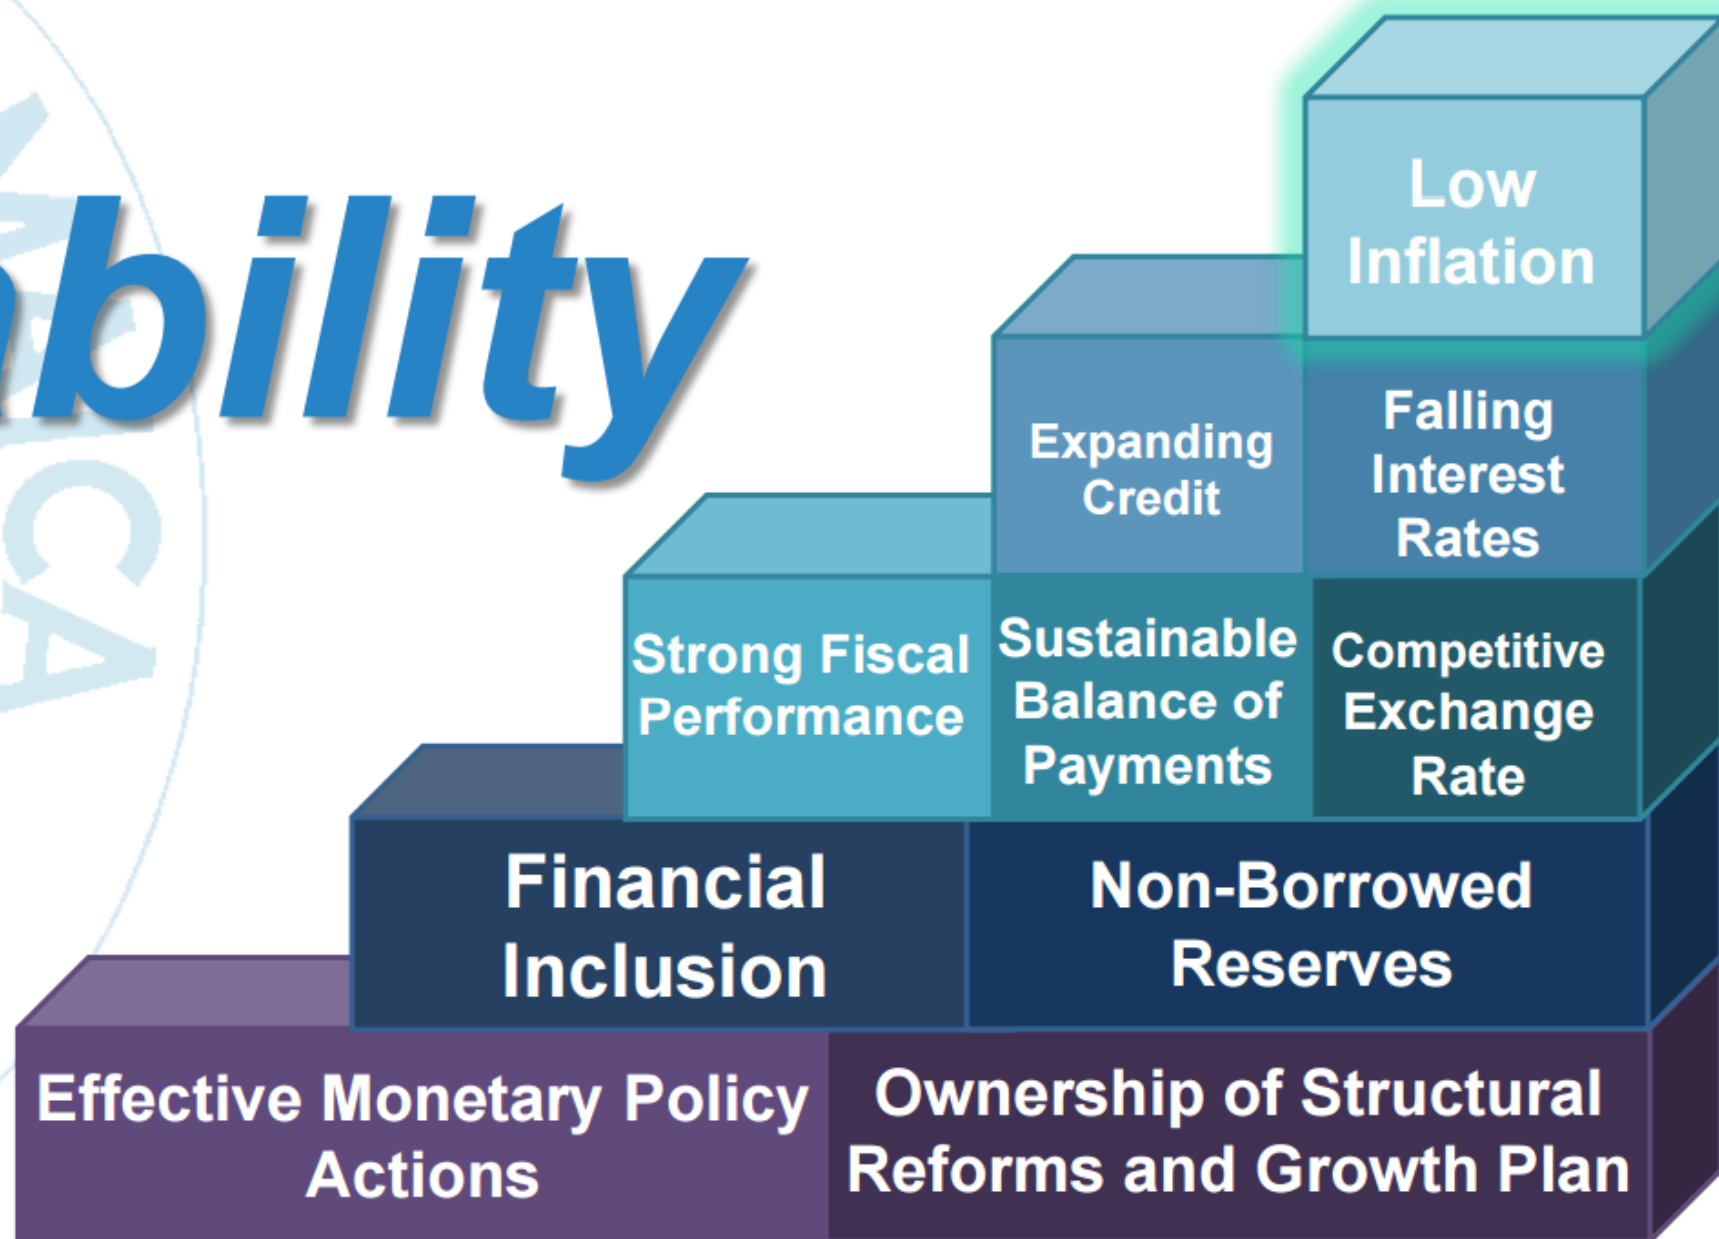 ability
Low
Inflation
Expanding
Credit
Falling
Interest
Rates
Strong Fiscal
Performance
Sustainable
Balance of
Payments
Competitive
Exchange
Rate
Financial
Inclusion
Non-Borrowed
Reserves
Effective Monetary Policy
Actions
Ownership of Structural
Reforms and Growth Plan